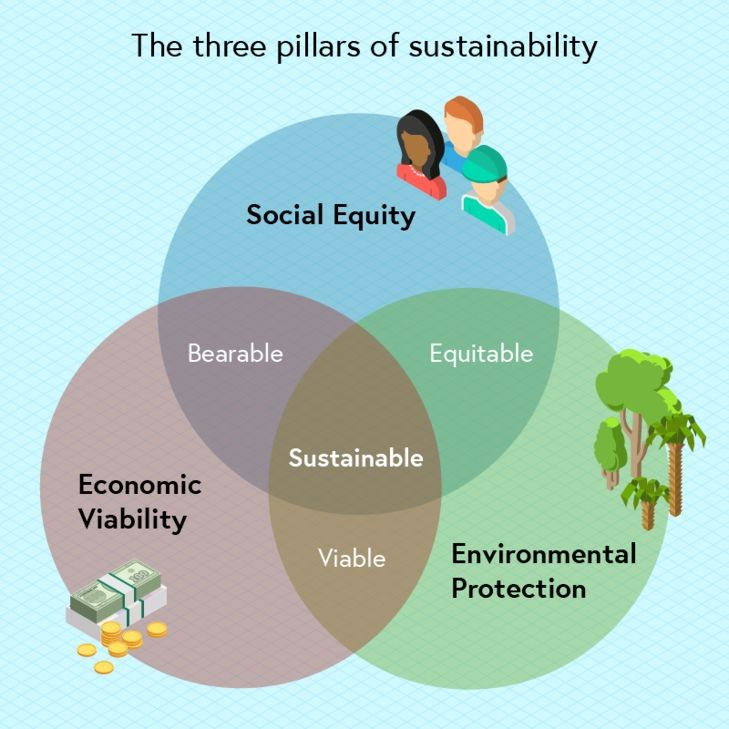 The three pillars of sustainability
Social Equity
Bearable
Equitable
Sustainable
Economic
Viability
Viable
Environmental
Protection